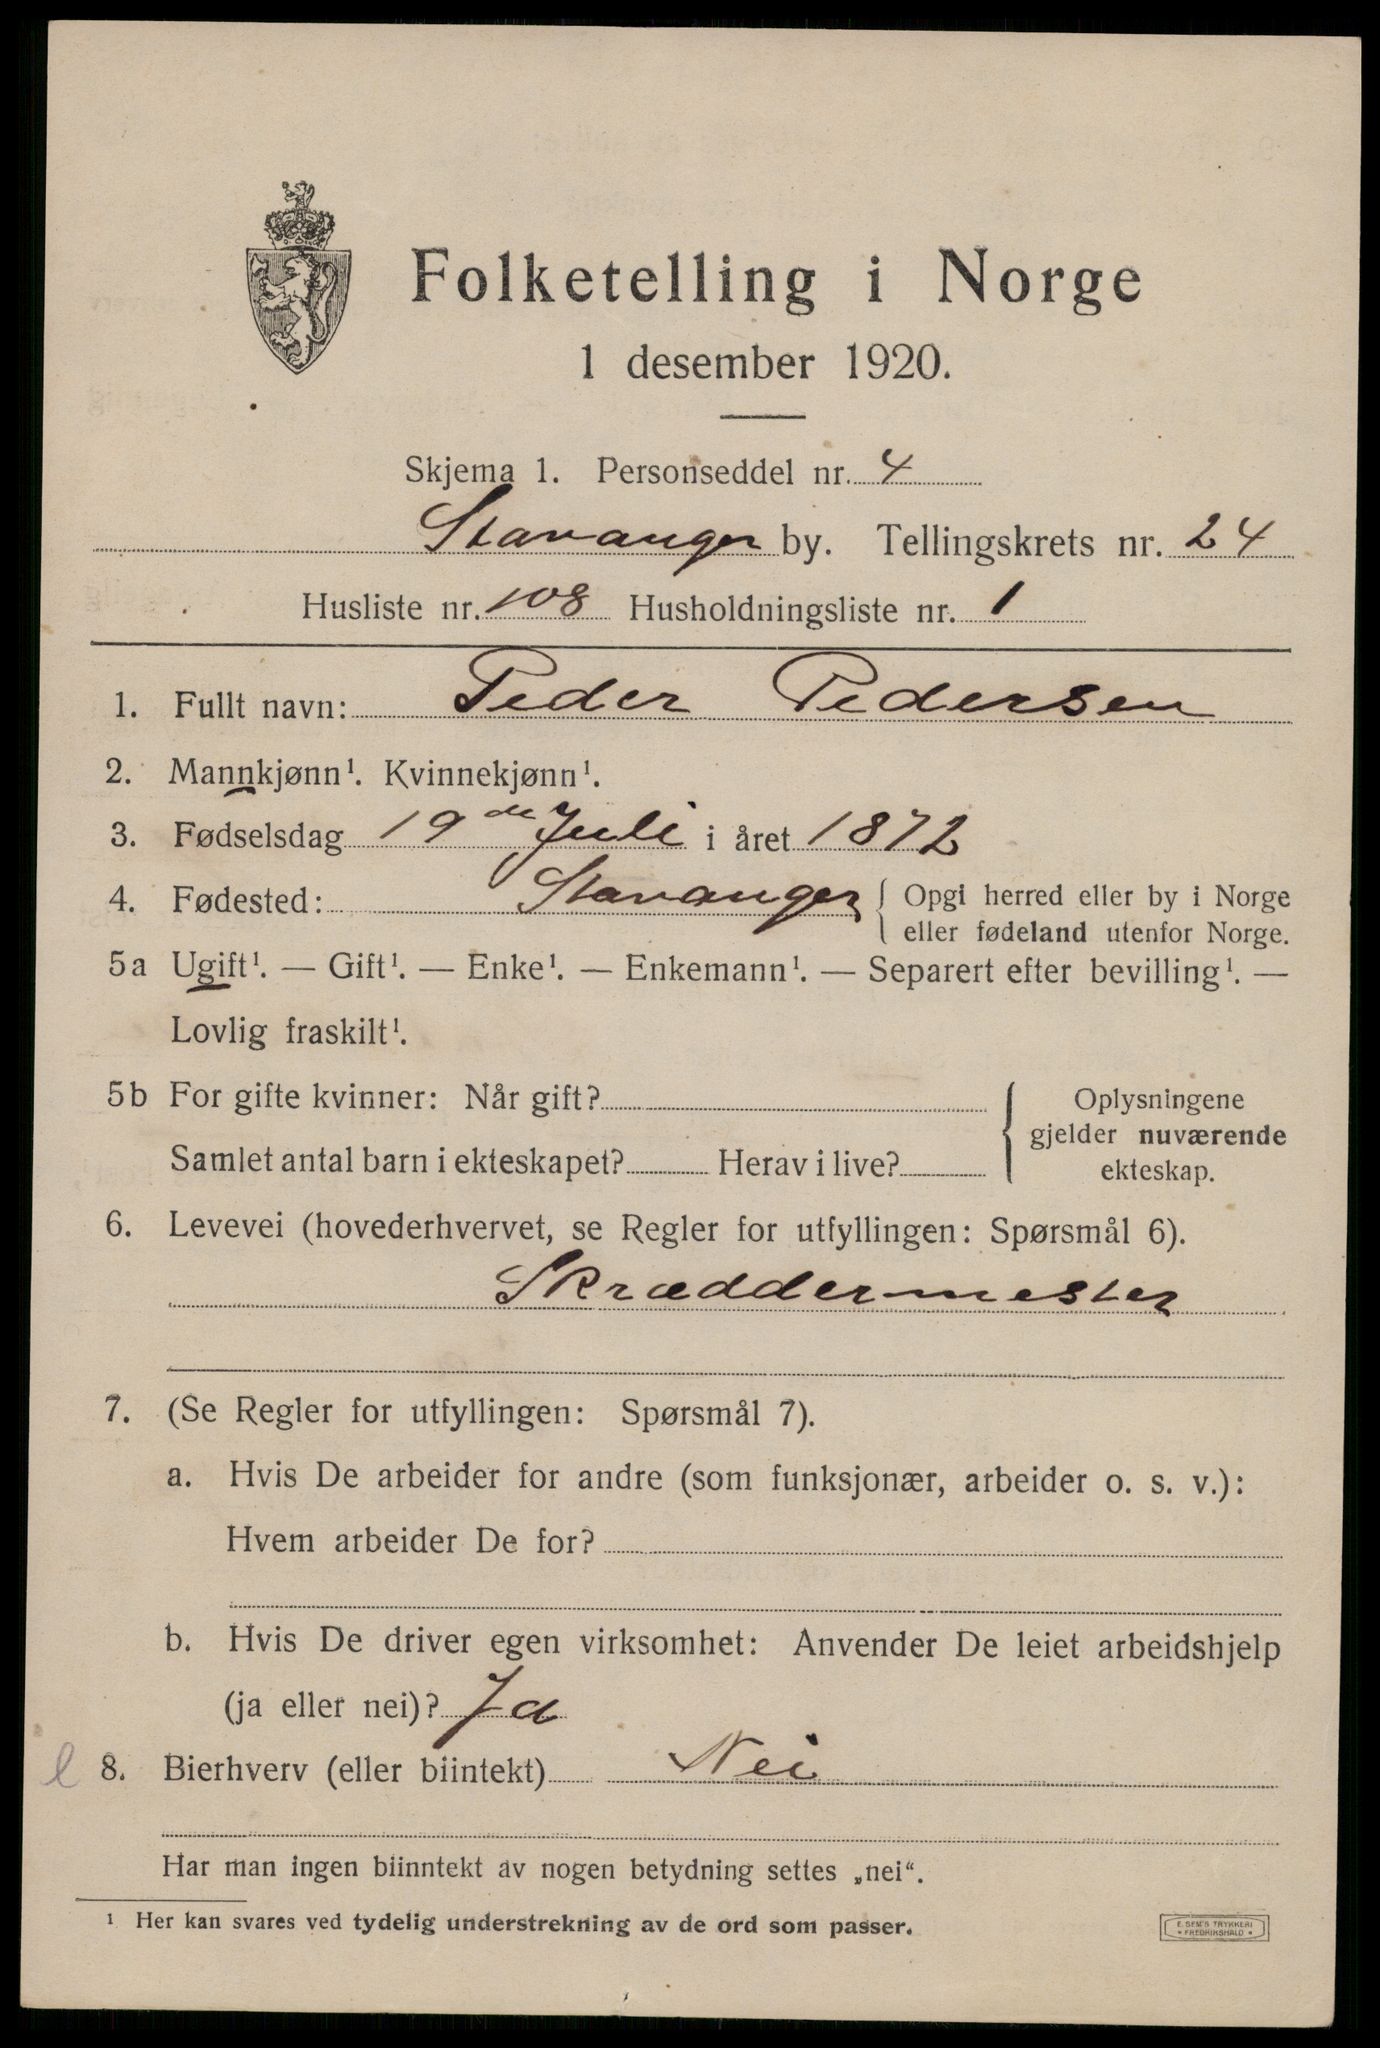 Folketelling i Norge
1 desember 1920.
Skjema 1. Personseddel nr. 4
Stavanger by. Tellingskrets nr. 24
Husliste nr. 108 Husholdningsliste nr. 1
1. Fullt navn: Peder Pedersen
2. Mannkjønn¹. Kvinnekjønn¹.
3. Fødselsdag 19de Juli i året 1872
4. Fødested: Stavanger { Opgi herred eller by i Norge
eller fødeland utenfor Norge.
5a Ugift¹. — Gift¹. — Enke¹. — Enkemann¹. — Separert efter bevilling¹. —
Lovlig fraskilt¹.
5b For gifte kvinner: Når gift?
Samlet antal barn i ekteskapet? Herav i live?
Oplysningene
gjelder nuværende
ekteskap.
6. Levevei (hovederhvervet, se Regler for utfyllingen: Spørsmål 6).
Skræddermester
7. (Se Regler for utfyllingen: Spørsmål 7).
a. Hvis De arbeider for andre (som funksjonær, arbeider o. s. v.):
Hvem arbeider De for?
b. Hvis De driver egen virksomhet: Anvender De leiet arbeidshjelp
(ja eller nei)? Ja
l 8. Bierhverv (eller biintekt) Nei
Har man ingen biinntekt av nogen betydning settes „nei“.
¹ Her kan svares ved tydelig understrekning av de ord som passer.
E. SEM'S TRYKKERI
• FREDRIKSHALD •